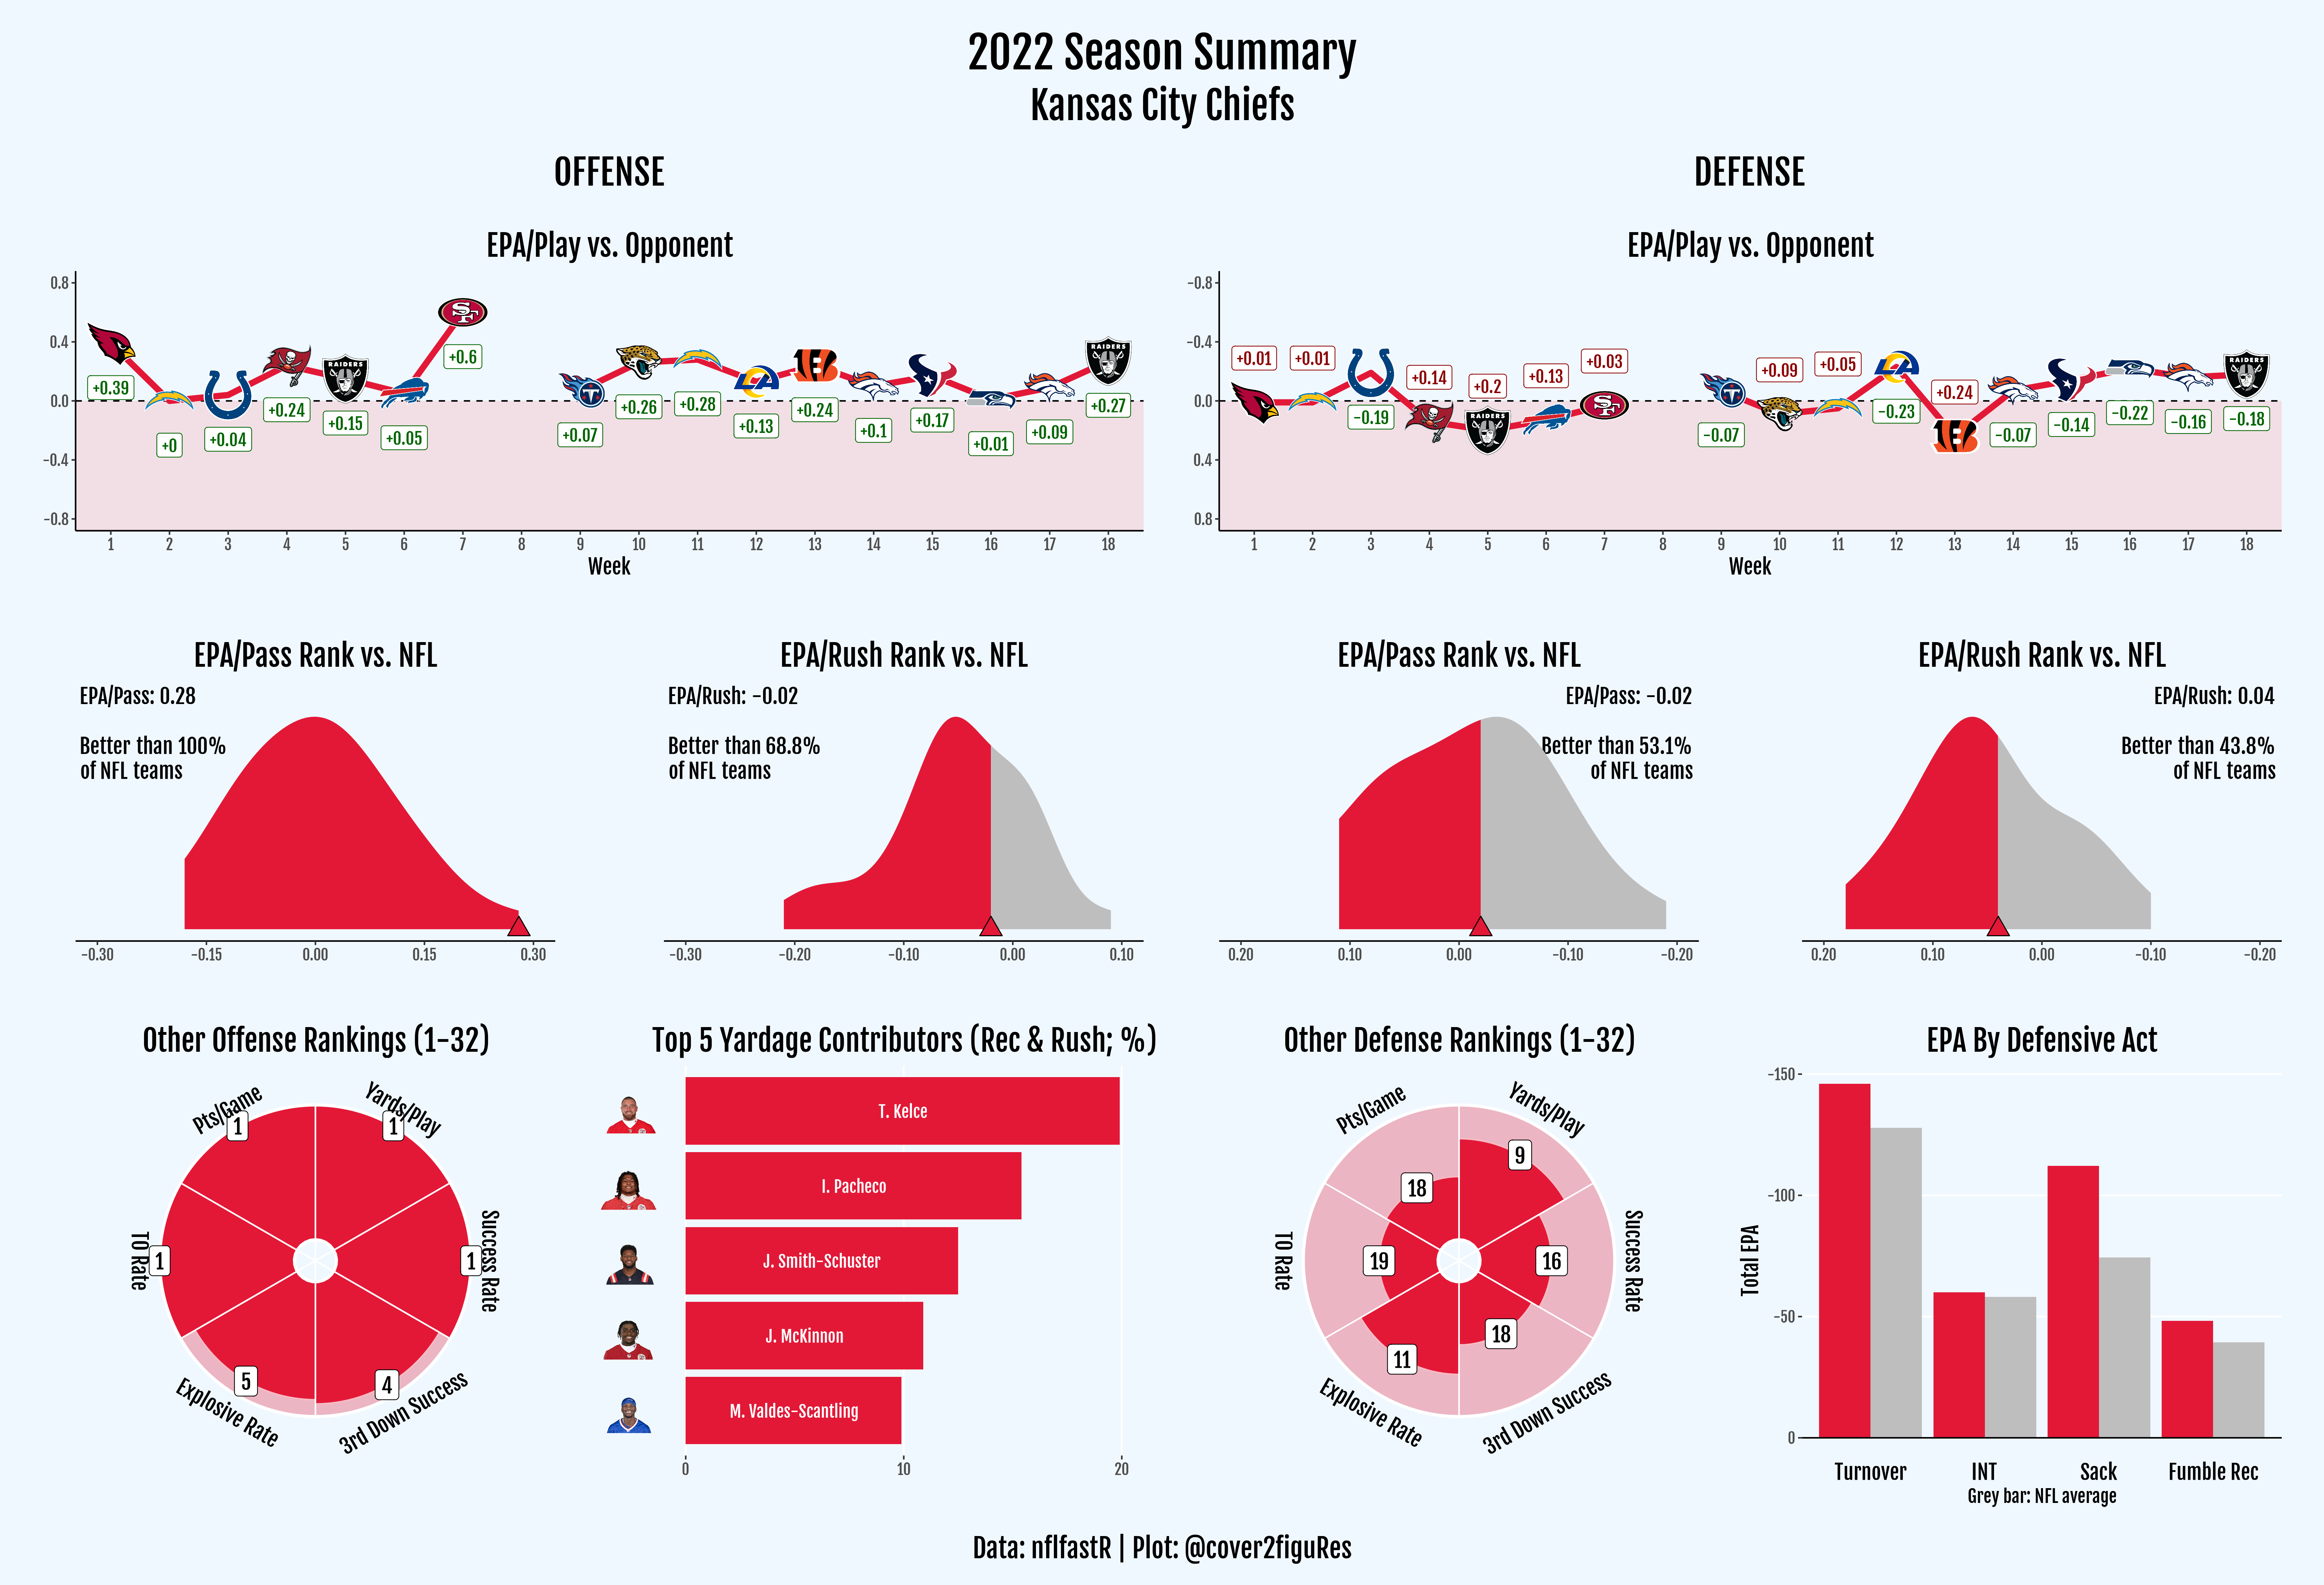 2022 Season Summary
Kansas City Chiefs
OFFENSE
EPA/Play vs. Opponent
0.8
0.4
0.0
−0.4
−0.8
+0.39
+0
+0.04
+0.24
RAIDERS
+0.15
+0.05
SF
+0.6
+0.07
+0.26
+0.28
+0.13
+0.24
+0.1
+0.17
+0.01
+0.09
RAIDERS
+0.27
1 2 3 4 5 6 7 8 9 10 11 12 13 14 15 16 17 18
Week
DEFENSE
EPA/Play vs. Opponent
−0.8
−0.4
0.0
0.4
0.8
+0.01
+0.01
−0.19
+0.14
+0.2
RAIDERS
+0.13
+0.03
SF
−0.07
+0.09
+0.05
−0.23
+0.24
−0.07
−0.14
−0.22
−0.16
RAIDERS
−0.18
1 2 3 4 5 6 7 8 9 10 11 12 13 14 15 16 17 18
Week
EPA/Pass Rank vs. NFL
EPA/Pass: 0.28
Better than 100%
of NFL teams
−0.30 −0.15 0.00 0.15 0.30
EPA/Rush Rank vs. NFL
EPA/Rush: −0.02
Better than 68.8%
of NFL teams
−0.30 −0.20 −0.10 0.00 0.10
EPA/Pass Rank vs. NFL
EPA/Pass: −0.02
Better than 53.1%
of NFL teams
0.20 0.10 0.00 −0.10 −0.20
EPA/Rush Rank vs. NFL
EPA/Rush: 0.04
Better than 43.8%
of NFL teams
0.20 0.10 0.00 −0.10 −0.20
Other Offense Rankings (1−32)
Pts/Game
1
Yards/Play
1
TO Rate
1
Success Rate
1
Explosive Rate
5
3rd Down Success
4
Top 5 Yardage Contributors (Rec & Rush; %)
T. Kelce
I. Pacheco
J. Smith−Schuster
J. McKinnon
M. Valdes−Scantling
0 10 20
Other Defense Rankings (1−32)
Pts/Game
18
Yards/Play
9
TO Rate
19
Success Rate
16
Explosive Rate
11
3rd Down Success
18
EPA By Defensive Act
Total EPA
−150
−100
−50
0
Turnover INT Sack Fumble Rec
Grey bar: NFL average
Data: nflfastR | Plot: @cover2figuRes